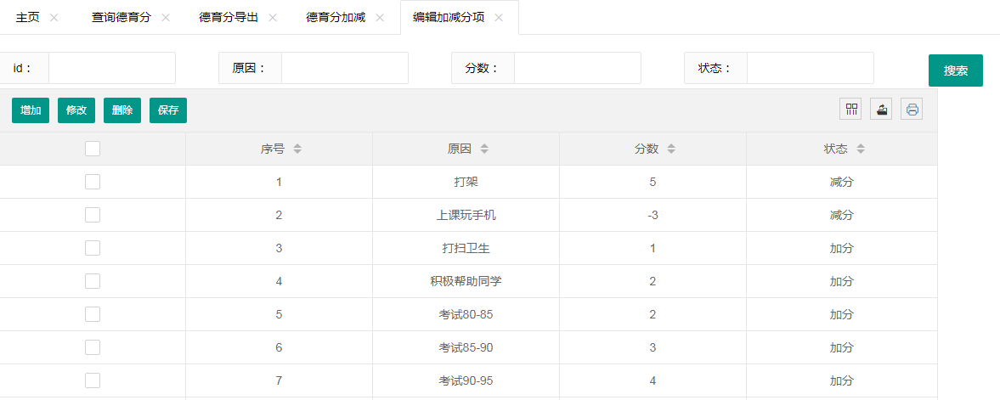 主页 查询德育分 德育分导出 德育分加减 编辑加减分项
id： 原因： 分数： 状态： 搜索
增加 修改 删除 保存
序号 原因 分数 状态
1 打架 5 减分
2 上课玩手机 -3 减分
3 打扫卫生 1 加分
4 积极帮助同学 2 加分
5 考试80-85 2 加分
6 考试85-90 3 加分
7 考试90-95 4 加分